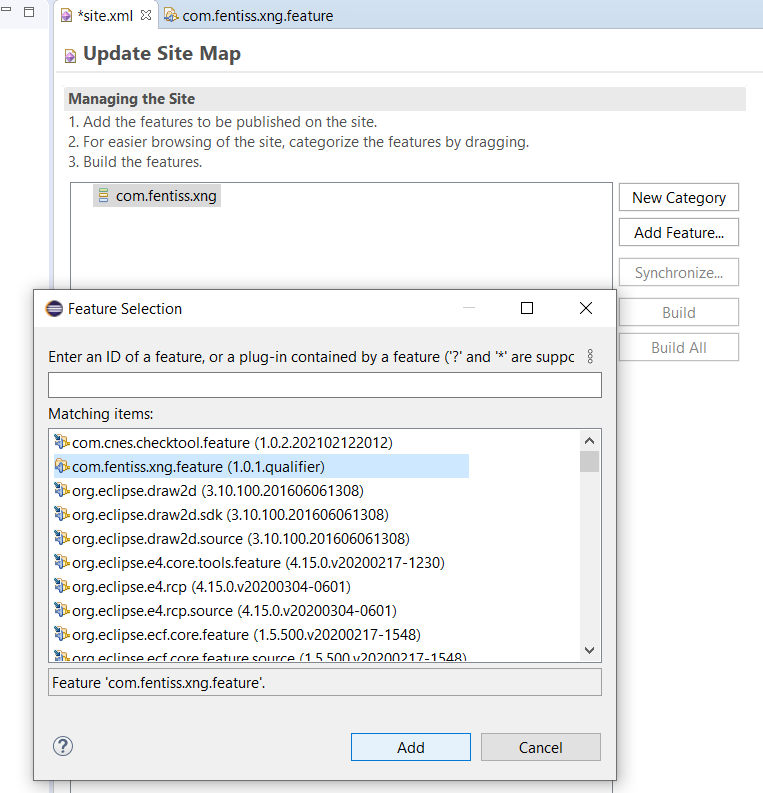 *site.xml
com.fentiss.xng.feature
Update Site Map
Managing the Site
1. Add the features to be published on the site.
2. For easier browsing of the site, categorize the features by dragging.
3. Build the features.
com.fentiss.xng
New Category
Add Feature...
Synchronize...
Build
Build All
Feature Selection
Enter an ID of a feature, or a plug-in contained by a feature ('?' and '*' are suppo
Matching items:
com.cnes.checktool.feature (1.0.2.202102122012)
com.fentiss.xng.feature (1.0.1.qualifier)
org.eclipse.draw2d (3.10.100.201606061308)
org.eclipse.draw2d.sdk (3.10.100.201606061308)
org.eclipse.draw2d.source (3.10.100.201606061308)
org.eclipse.e4.core.tools.feature (4.15.0.v20200217-1230)
org.eclipse.e4.rcp (4.15.0.v20200304-0601)
org.eclipse.e4.rcp.source (4.15.0.v20200304-0601)
org.eclipse.ecf.core.feature (1.5.500.v20200217-1548)
org.eclipse.ecf.core.feature.source (1.5.500.v20200217-1548)
Feature 'com.fentiss.xng.feature'.
?
Add
Cancel